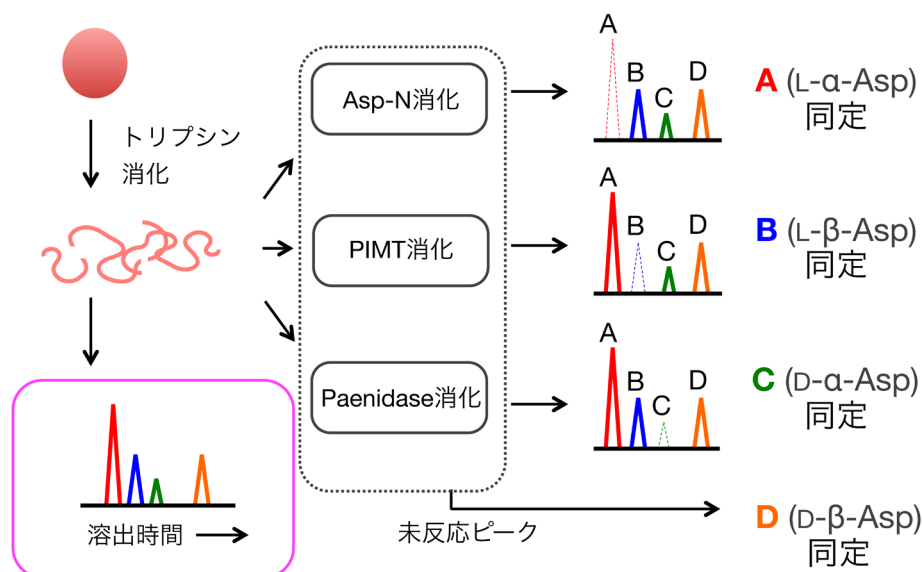 トリプシン
消化
溶出時間
Asp-N消化
PIMT消化
Paenidase消化
未反応ピーク
A
B
C
D
A (L-α-Asp)
同定
A
B
C
D
B (L-β-Asp)
同定
A
B
C
D
C (D-α-Asp)
同定
D (D-β-Asp)
同定